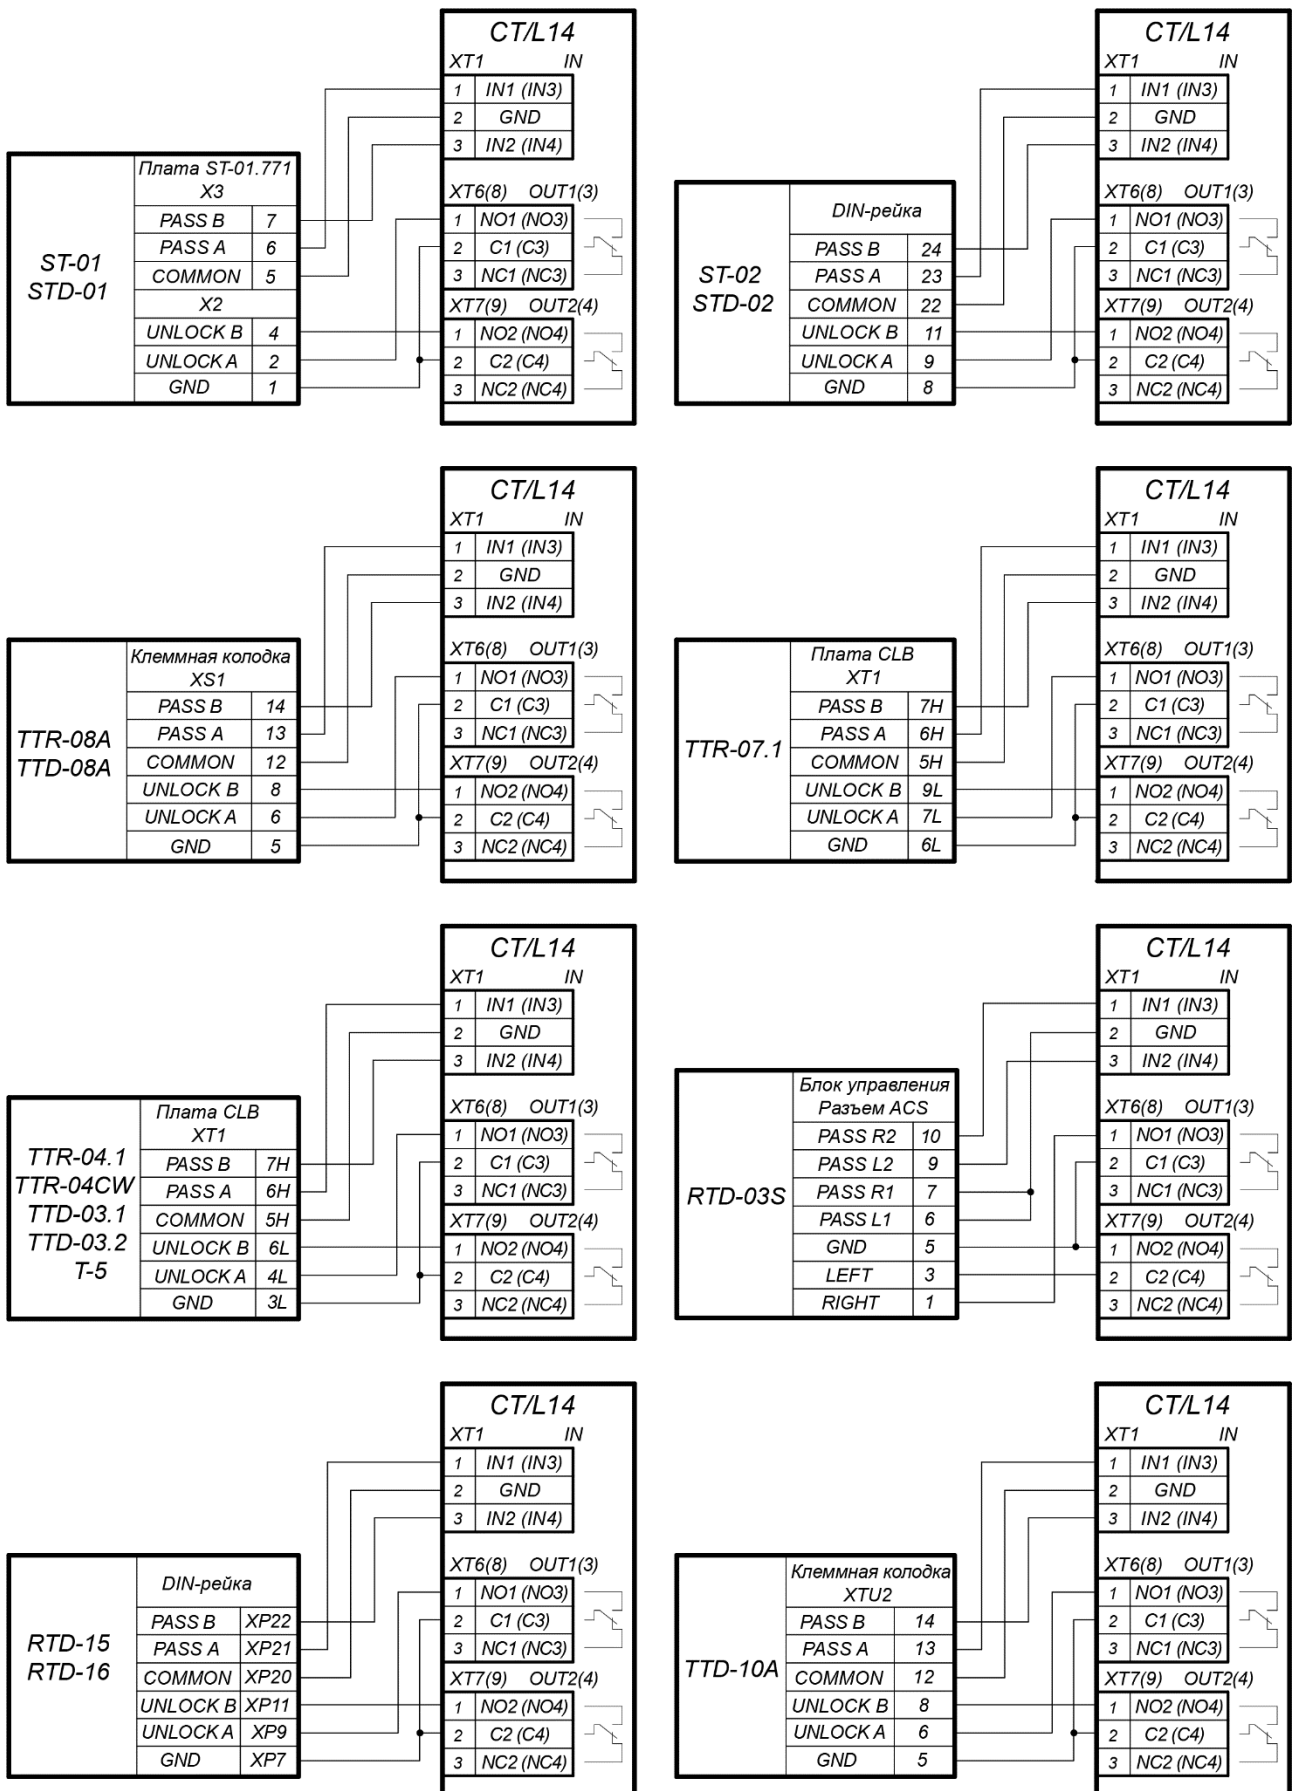 CT/L14
XT1 IN
1 IN1 (IN3)
2 GND
3 IN2 (IN4)
XT6(8) OUT1(3)
1 NO1 (NO3)
2 C1 (C3)
3 NC1 (NC3)
XT7(9) OUT2(4)
1 NO2 (NO4)
2 C2 (C4)
3 NC2 (NC4)
ST-01
STD-01
Плата ST-01.771
X3
PASS B 7
PASS A 6
COMMON 5
X2
UNLOCK B 4
UNLOCK A 2
GND 1
CT/L14
XT1 IN
1 IN1 (IN3)
2 GND
3 IN2 (IN4)
XT6(8) OUT1(3)
1 NO1 (NO3)
2 C1 (C3)
3 NC1 (NC3)
XT7(9) OUT2(4)
1 NO2 (NO4)
2 C2 (C4)
3 NC2 (NC4)
ST-02
STD-02
DIN-рейка
PASS B 24
PASS A 23
COMMON 22
UNLOCK B 11
UNLOCK A 9
GND 8
CT/L14
XT1 IN
1 IN1 (IN3)
2 GND
3 IN2 (IN4)
XT6(8) OUT1(3)
1 NO1 (NO3)
2 C1 (C3)
3 NC1 (NC3)
XT7(9) OUT2(4)
1 NO2 (NO4)
2 C2 (C4)
3 NC2 (NC4)
TTR-08A
TTD-08A
Клеммная колодка
XS1
PASS B 14
PASS A 13
COMMON 12
UNLOCK B 8
UNLOCK A 6
GND 5
CT/L14
XT1 IN
1 IN1 (IN3)
2 GND
3 IN2 (IN4)
XT6(8) OUT1(3)
1 NO1 (NO3)
2 C1 (C3)
3 NC1 (NC3)
XT7(9) OUT2(4)
1 NO2 (NO4)
2 C2 (C4)
3 NC2 (NC4)
TTR-07.1
Плата CLB
XT1
PASS B 7H
PASS A 6H
COMMON 5H
UNLOCK B 9L
UNLOCK A 7L
GND 6L
CT/L14
XT1 IN
1 IN1 (IN3)
2 GND
3 IN2 (IN4)
XT6(8) OUT1(3)
1 NO1 (NO3)
2 C1 (C3)
3 NC1 (NC3)
XT7(9) OUT2(4)
1 NO2 (NO4)
2 C2 (C4)
3 NC2 (NC4)
TTR-04.1
TTR-04CW
TTD-03.1
TTD-03.2
T-5
Плата CLB
XT1
PASS B 7H
PASS A 6H
COMMON 5H
UNLOCK B 6L
UNLOCK A 4L
GND 3L
CT/L14
XT1 IN
1 IN1 (IN3)
2 GND
3 IN2 (IN4)
XT6(8) OUT1(3)
1 NO1 (NO3)
2 C1 (C3)
3 NC1 (NC3)
XT7(9) OUT2(4)
1 NO2 (NO4)
2 C2 (C4)
3 NC2 (NC4)
RTD-03S
Блок управления
Разъем ACS
PASS R2 10
PASS L2 9
PASS R1 7
PASS L1 6
GND 5
LEFT 3
RIGHT 1
CT/L14
XT1 IN
1 IN1 (IN3)
2 GND
3 IN2 (IN4)
XT6(8) OUT1(3)
1 NO1 (NO3)
2 C1 (C3)
3 NC1 (NC3)
XT7(9) OUT2(4)
1 NO2 (NO4)
2 C2 (C4)
3 NC2 (NC4)
RTD-15
RTD-16
DIN-рейка
PASS B XP22
PASS A XP21
COMMON XP20
UNLOCK B XP11
UNLOCK A XP9
GND XP7
CT/L14
XT1 IN
1 IN1 (IN3)
2 GND
3 IN2 (IN4)
XT6(8) OUT1(3)
1 NO1 (NO3)
2 C1 (C3)
3 NC1 (NC3)
XT7(9) OUT2(4)
1 NO2 (NO4)
2 C2 (C4)
3 NC2 (NC4)
TTD-10A
Клеммная колодка
XTU2
PASS B 14
PASS A 13
COMMON 12
UNLOCK B 8
UNLOCK A 6
GND 5